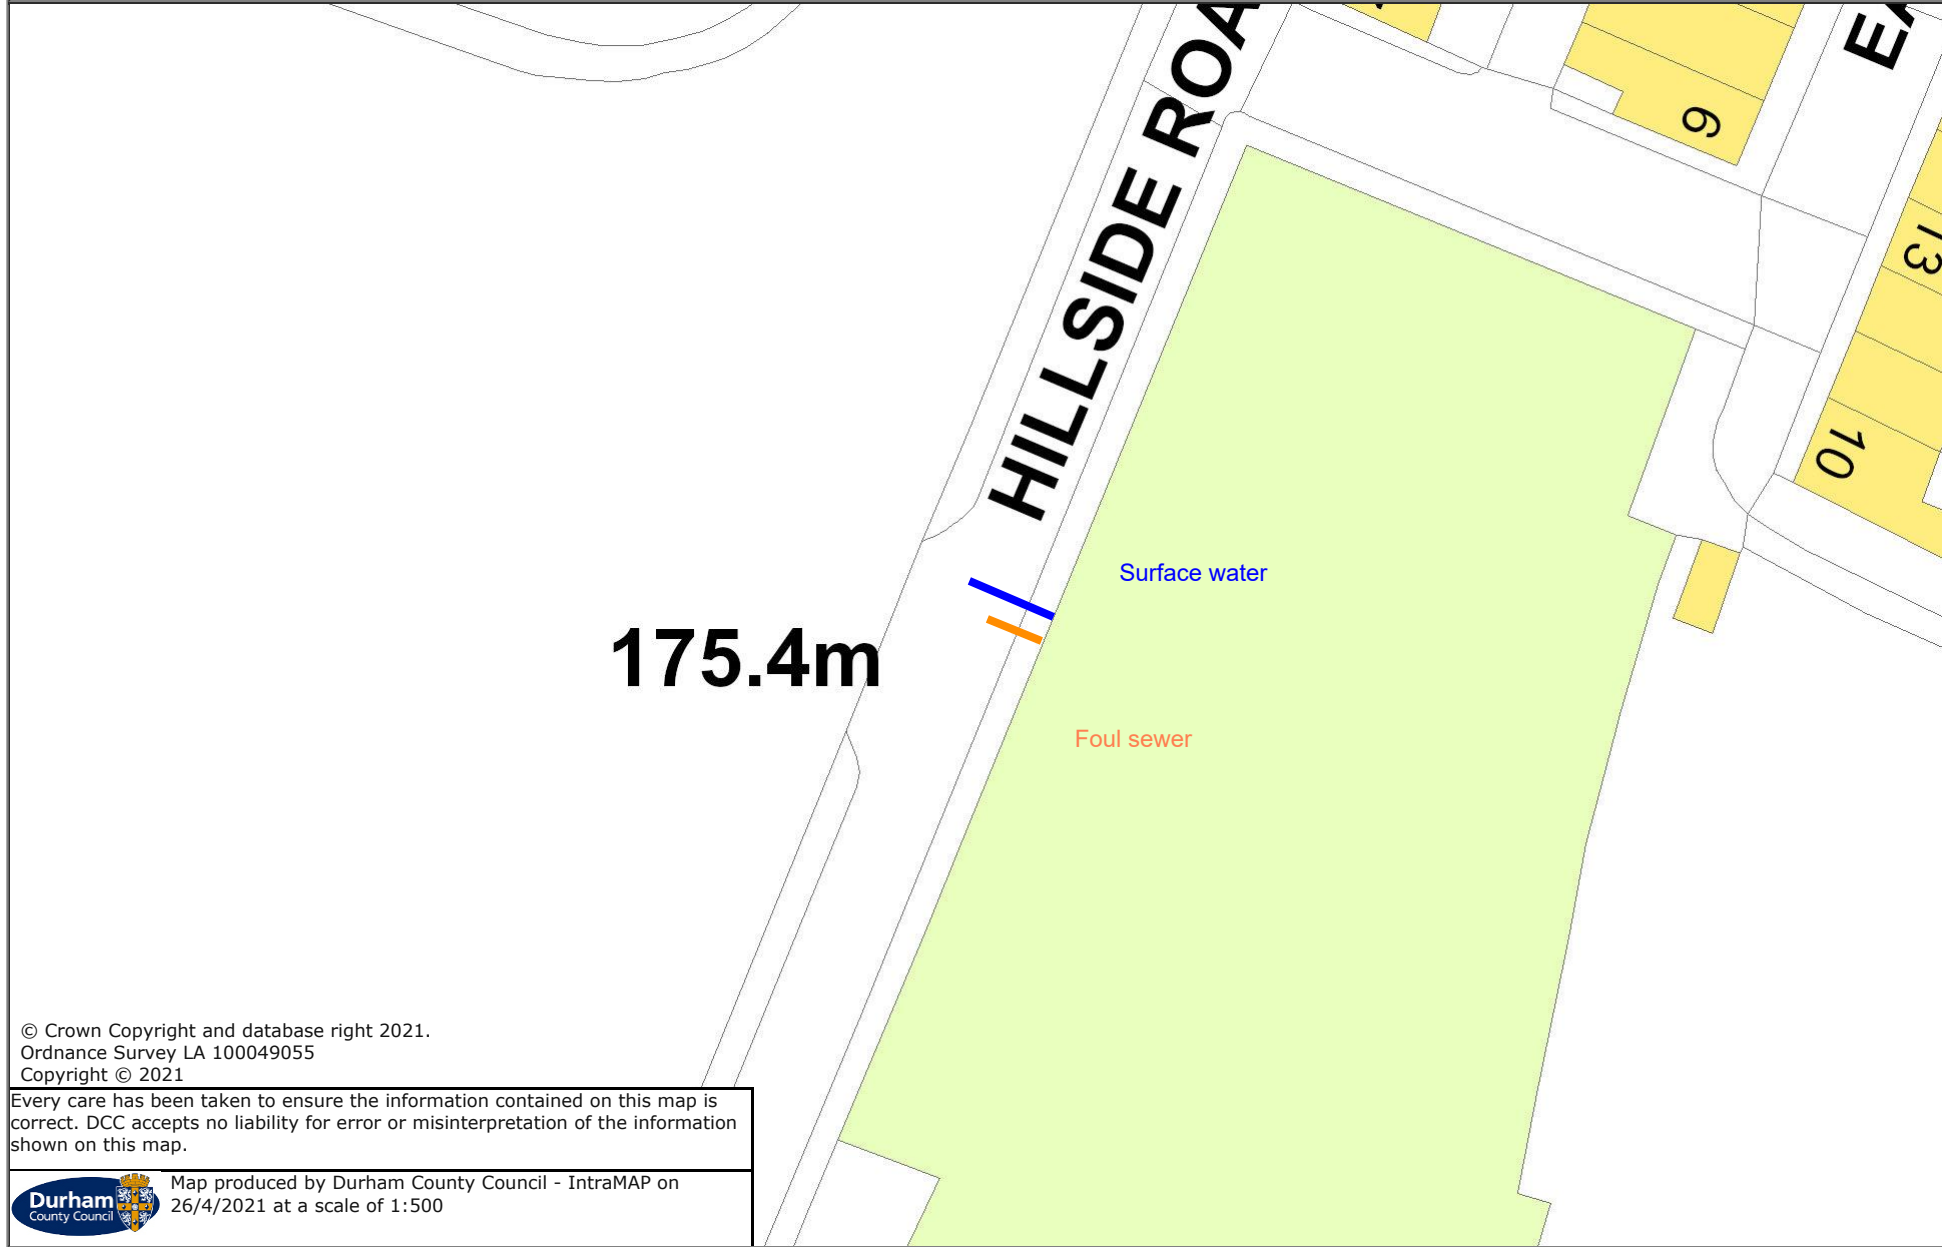 HILLSIDE ROA
EA
6
13
10
Surface water
175.4m
Foul sewer
© Crown Copyright and database right 2021.
Ordnance Survey LA 100049055
Copyright © 2021
Every care has been taken to ensure the information contained on this map is
correct. DCC accepts no liability for error or misinterpretation of the information
shown on this map.
Durham
County Council
Map produced by Durham County Council - IntraMAP on
26/4/2021 at a scale of 1:500